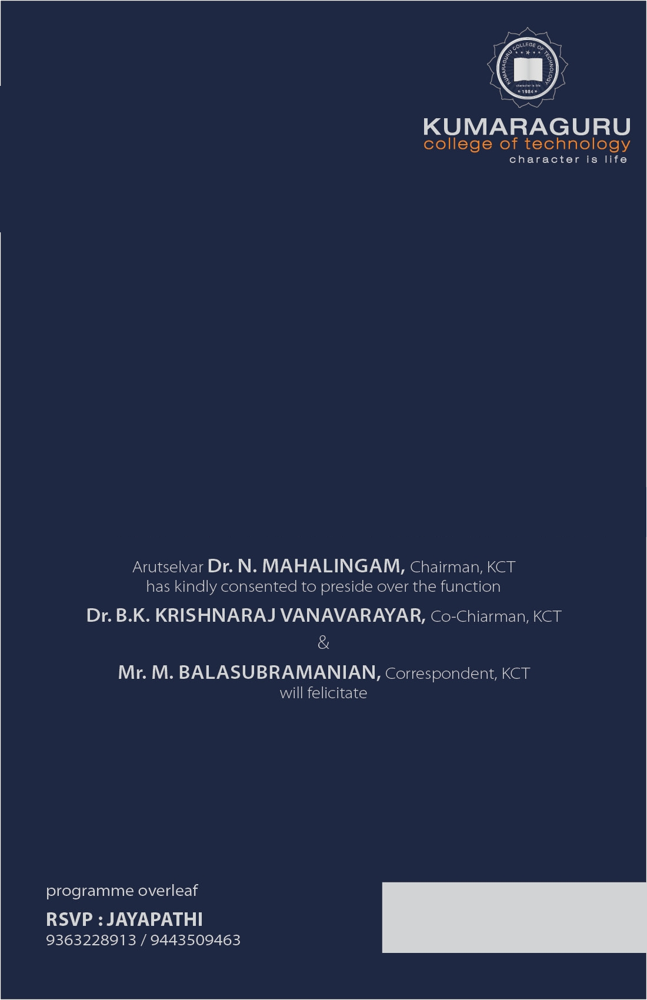 KUMARAGURU COLLEGE OF TECHNOLOGY
character is life
1984
KUMARAGURU
college of technology
character is life
Arutselvar Dr. N. MAHALINGAM, Chairman, KCT
has kindly consented to preside over the function
Dr. B.K. KRISHNARAJ VANAVARAYAR, Co-Chiarman, KCT
&
Mr. M. BALASUBRAMANIAN, Correspondent, KCT
will felicitate
programme overleaf
RSVP : JAYAPATHI
9363228913 / 9443509463